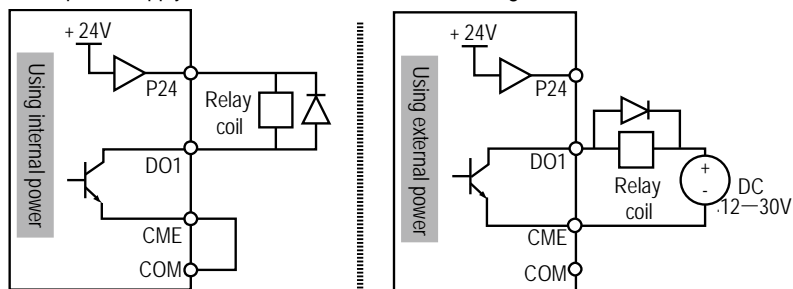 Using internal power
+ 24V
P24
Relay
coil
DO1
CME
COM
Using external power
+ 24V
P24
DO1
Relay
coil
+
-
DC
12—30V
CME
COM